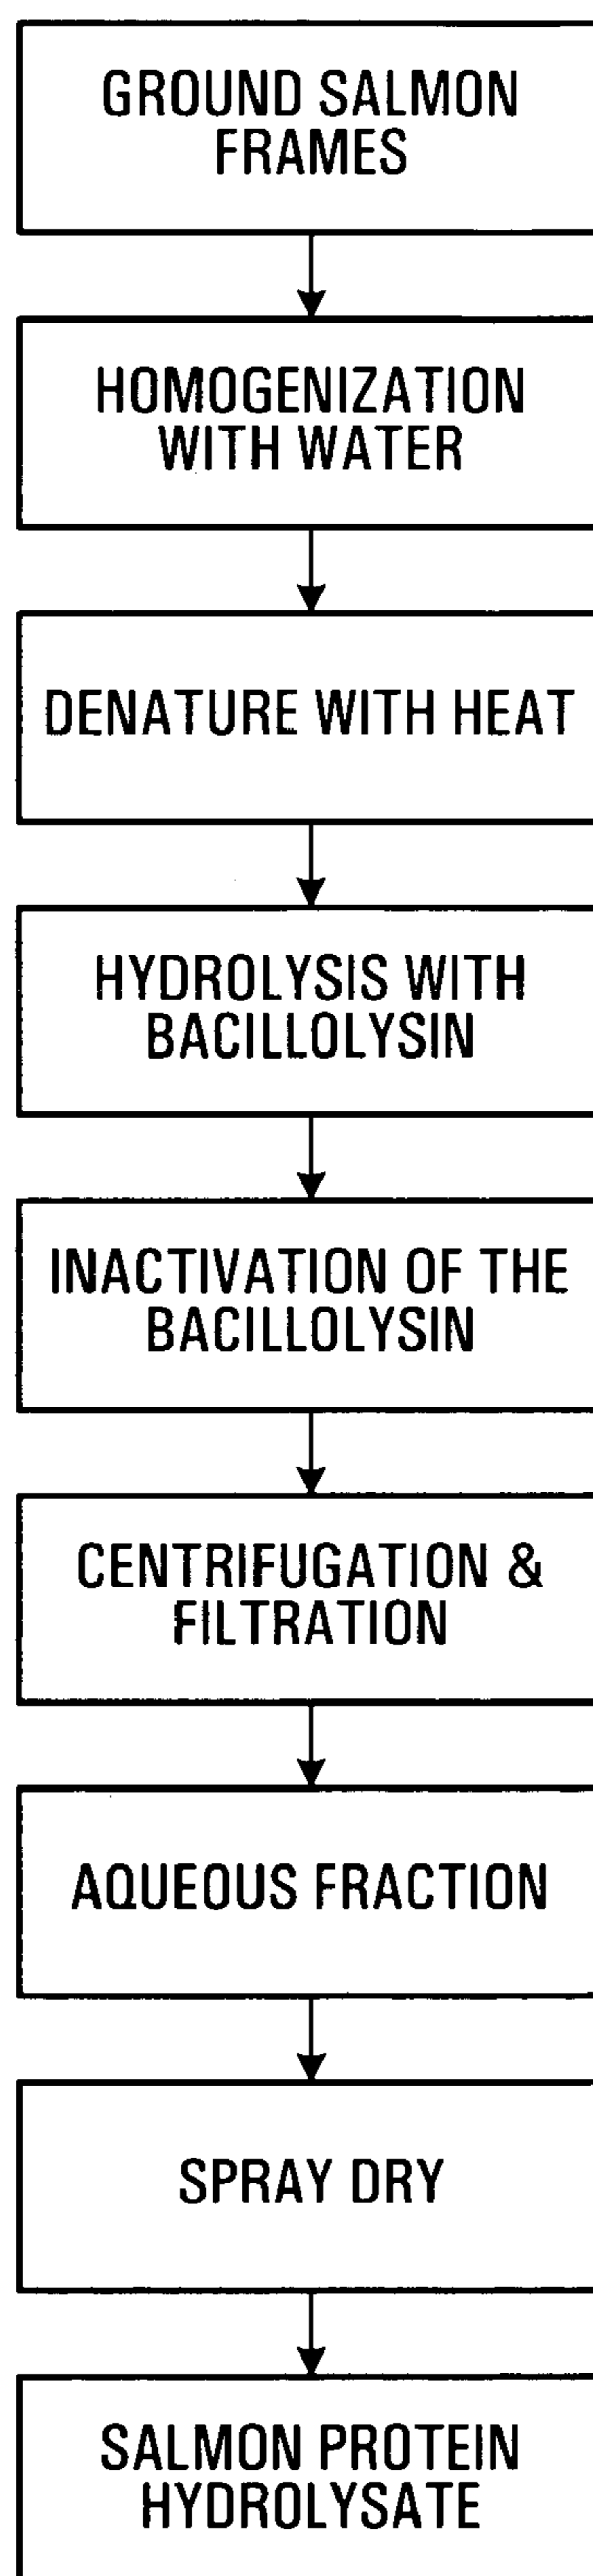 GROUND SALMON
FRAMES
HOMOGENIZATION
WITH WATER
DENATURE WITH HEAT
HYDROLYSIS WITH
BACILLOLYSIN
INACTIVATION OF THE
BACILLOLYSIN
CENTRIFUGATION &
FILTRATION
AQUEOUS FRACTION
SPRAY DRY
SALMON PROTEIN
HYDROLYSATE